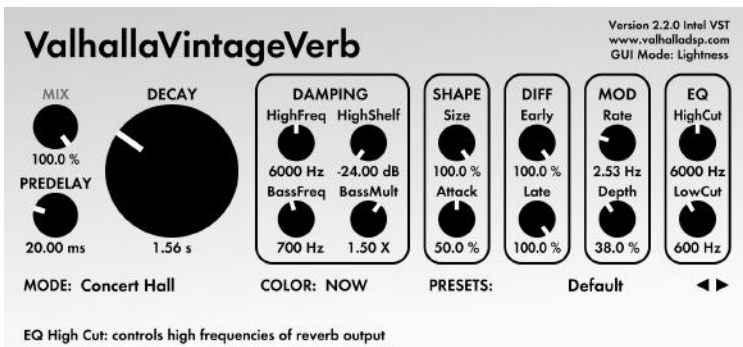 ValhallaVintageVerb
Version 2.2.0 Intel VST
www.valhalladsp.com
GUI Mode: Lightness
MIX
100.0 %
PREDELAY
20.00 ms
DECAY
1.56 s
DAMPING
HighFreq HighShelf
6000 Hz -24.00 dB
BassFreq BassMult
700 Hz 1.50 X
SHAPE
Size
100.0 %
Attack
50.0 %
DIFF
Early
100.0 %
Late
100.0 %
MOD
Rate
2.53 Hz
Depth
38.0 %
EQ
HighCut
6000 Hz
LowCut
600 Hz
MODE: Concert Hall COLOR: NOW PRESETS: Default
EQ High Cut: controls high frequencies of reverb output